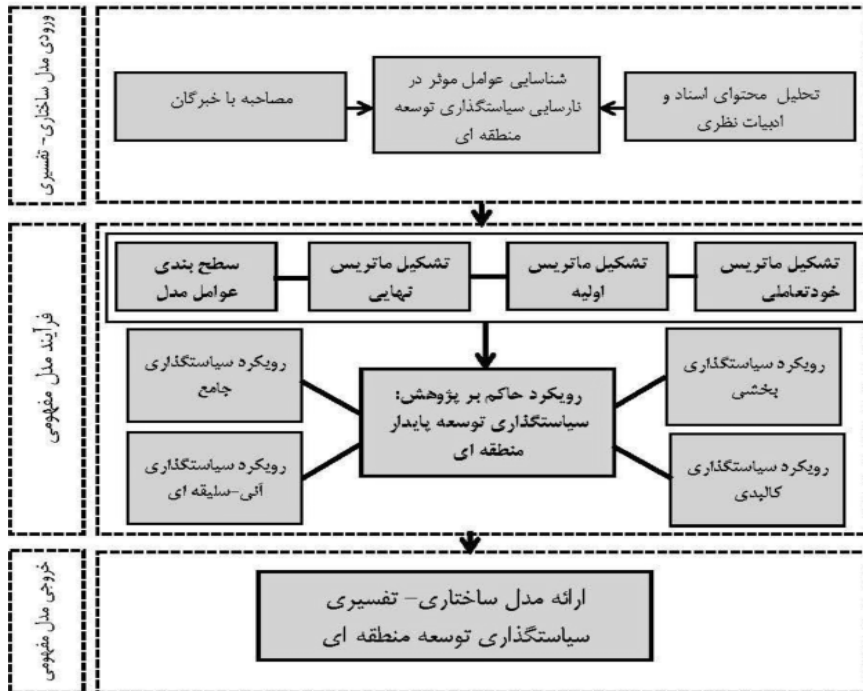 ورودی مدل ساختاری- تفسیری
تحلیل محتوای اسناد و
ادبیات نظری
شناسایی عوامل موثر در
نارسایی سیاستگذاری توسعه
منطقه ای
مصاحبه با خبرگان
فرآیند مدل مفهومی
تشکیل ماتریس
خودتعاملی
تشکیل ماتریس
اولیه
تشکیل ماتریس
نهایی
سطح بندی
عوامل مدل
رویکرد سیاستگذاری
بخشی
رویکرد حاکم بر پژوهش:
سیاستگذاری توسعه پایدار
منطقه ای
رویکرد سیاستگذاری
جامع
رویکرد سیاستگذاری
کالبدی
رویکرد سیاستگذاری
آنی-سلیقه ای
خروجی مدل مفهومی
ارائه مدل ساختاری- تفسیری
سیاستگذاری توسعه منطقه ای